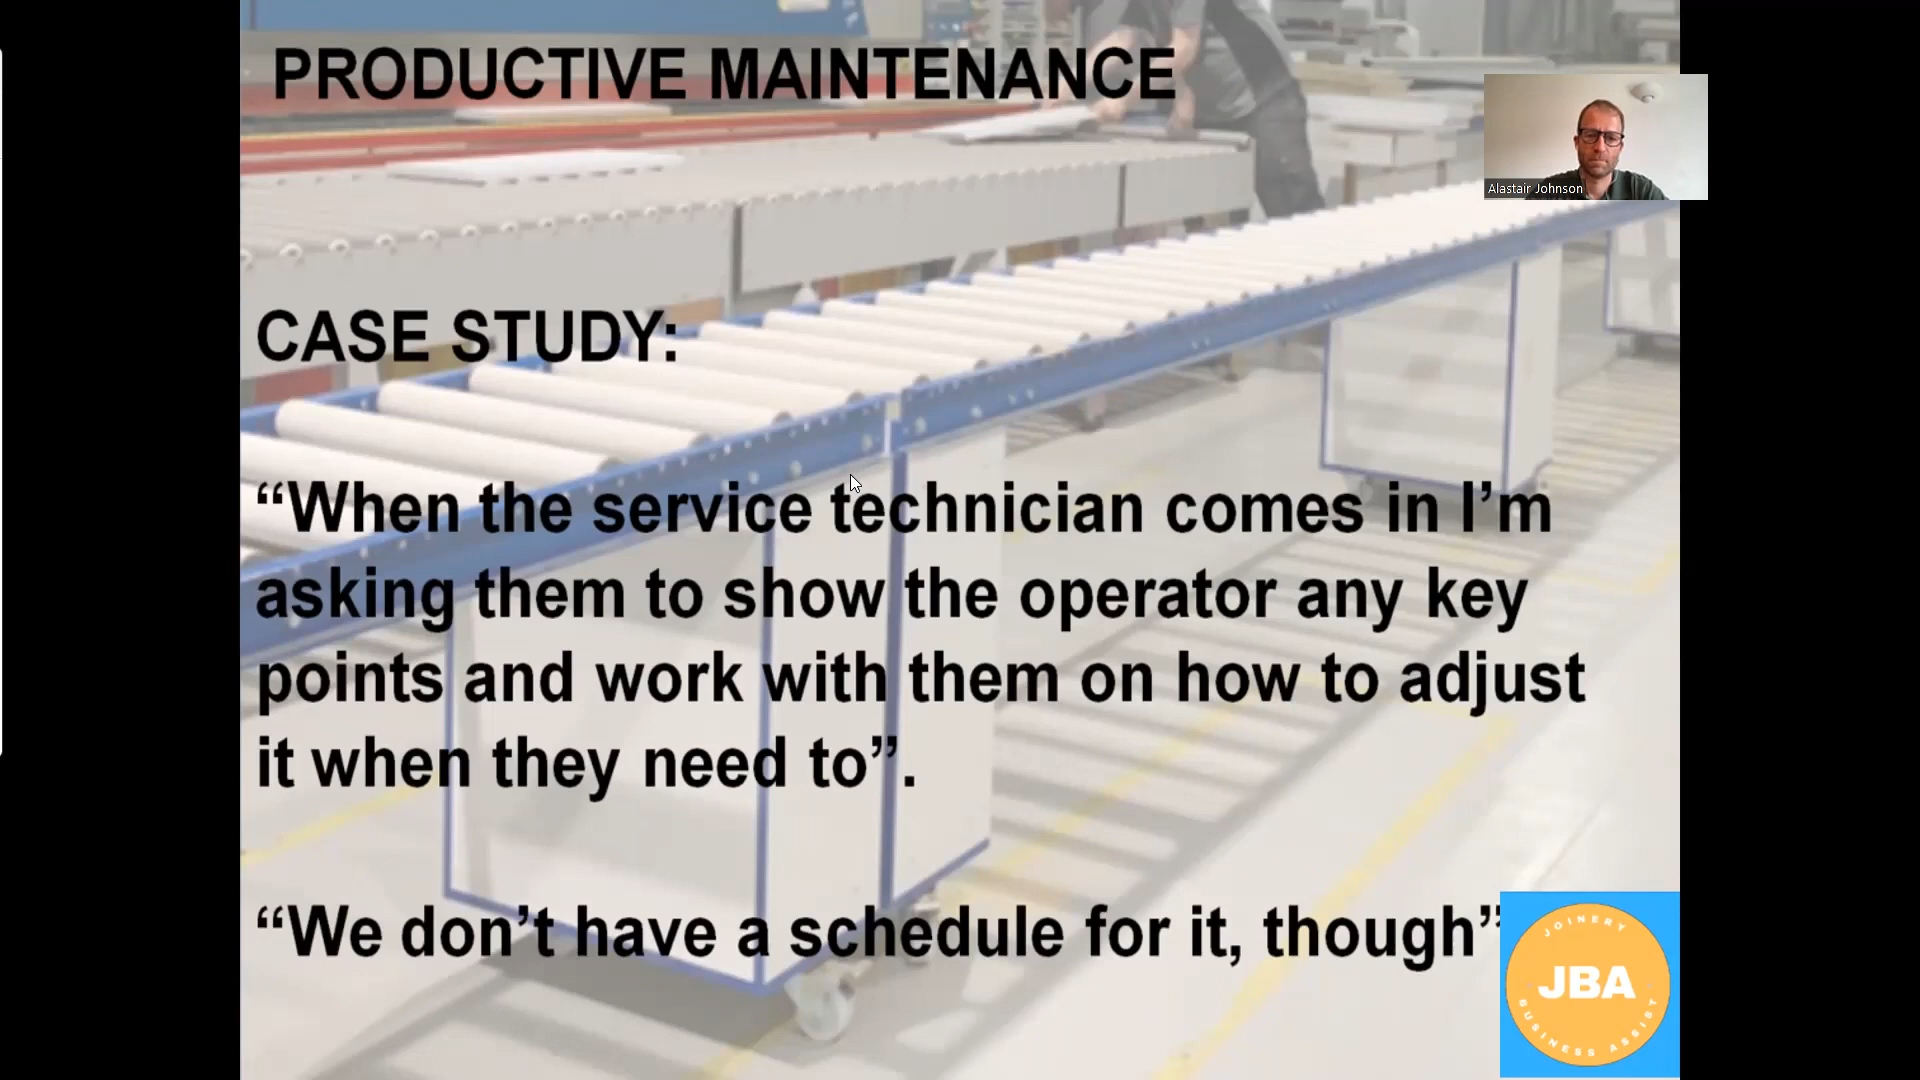 PRODUCTIVE MAINTENANCE
Alastair Johnson
CASE STUDY:
“When the service technician comes in I’m
asking them to show the operator any key
points and work with them on how to adjust
it when they need to”.
“We don’t have a schedule for it, though”
JOINERY
JBA
BUSINESS ASSIST